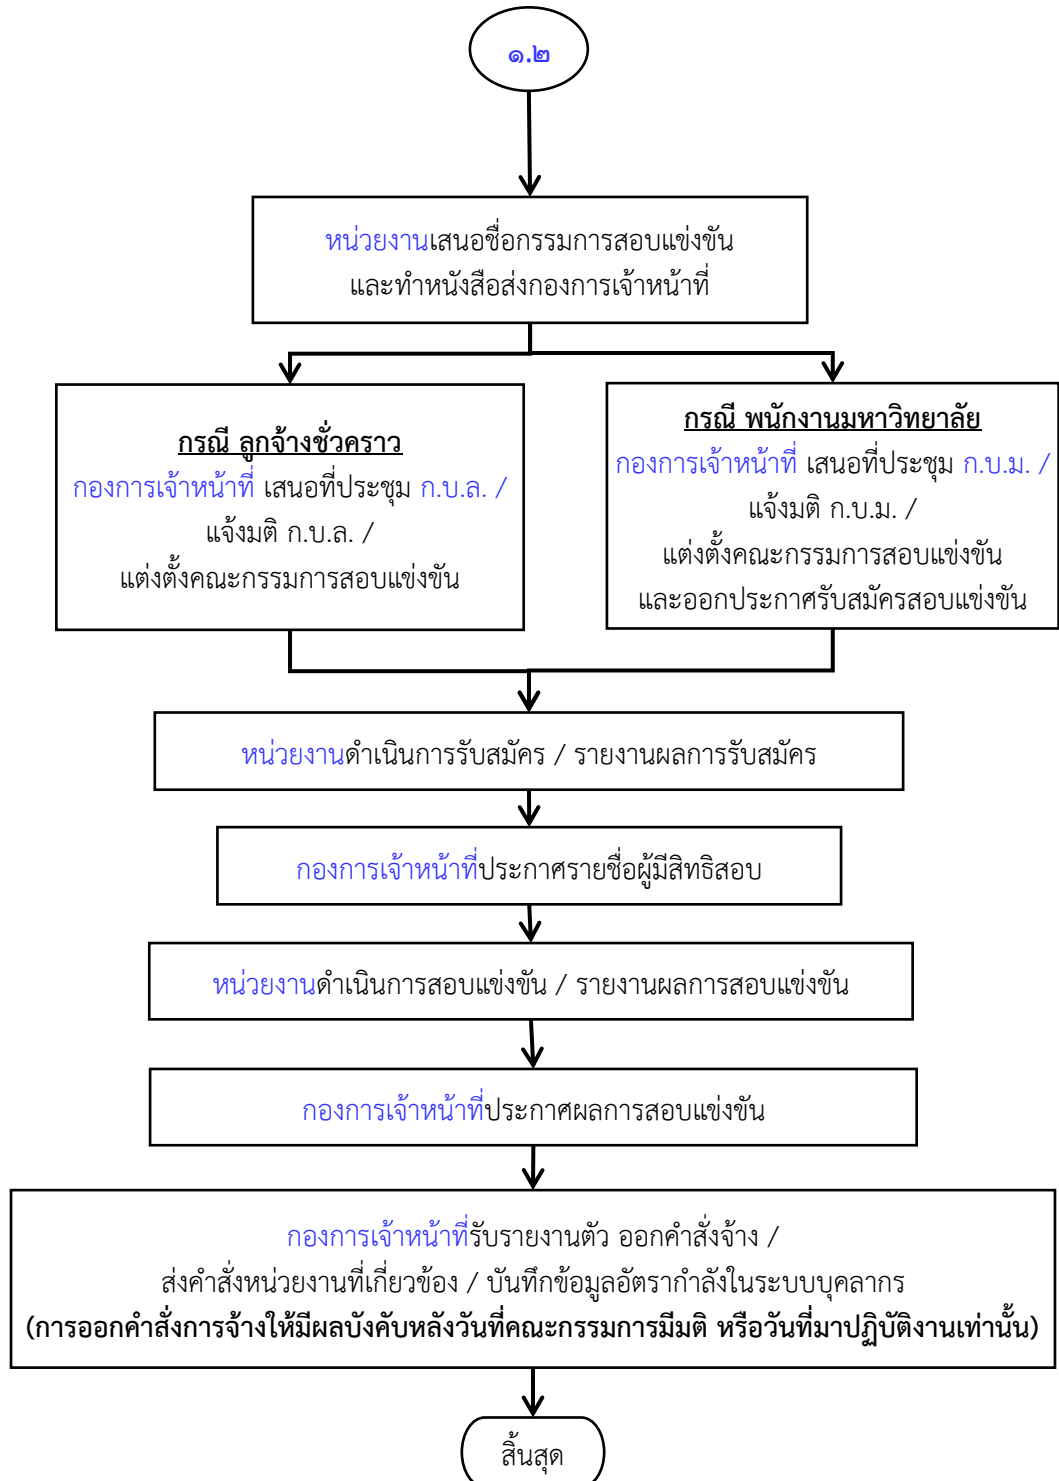 ๑.๒
หน่วยงานเสนอชื่อกรรมการสอบแข่งขัน
และทำหนังสือส่งกองการเจ้าหน้าที่
กรณี ลูกจ้างชั่วคราว
กองการเจ้าหน้าที่ เสนอที่ประชุม ก.บ.ล. /
แจ้งมติ ก.บ.ล. /
แต่งตั้งคณะกรรมการสอบแข่งขัน
กรณี พนักงานมหาวิทยาลัย
กองการเจ้าหน้าที่ เสนอที่ประชุม ก.บ.ม. /
แจ้งมติ ก.บ.ม. /
แต่งตั้งคณะกรรมการสอบแข่งขัน
และออกประกาศรับสมัครสอบแข่งขัน
หน่วยงานดำเนินการรับสมัคร / รายงานผลการรับสมัคร
กองการเจ้าหน้าที่ประกาศรายชื่อผู้มีสิทธิสอบ
หน่วยงานดำเนินการสอบแข่งขัน / รายงานผลการสอบแข่งขัน
กองการเจ้าหน้าที่ประกาศผลการสอบแข่งขัน
กองการเจ้าหน้าที่รับรายงานตัว ออกคำสั่งจ้าง /
ส่งคำสั่งหน่วยงานที่เกี่ยวข้อง / บันทึกข้อมูลอัตรากำลังในระบบบุคลากร
(การออกคำสั่งการจ้างให้มีผลบังคับหลังวันที่คณะกรรมการมีมติ หรือวันที่มาปฏิบัติงานเท่านั้น)
สิ้นสุด